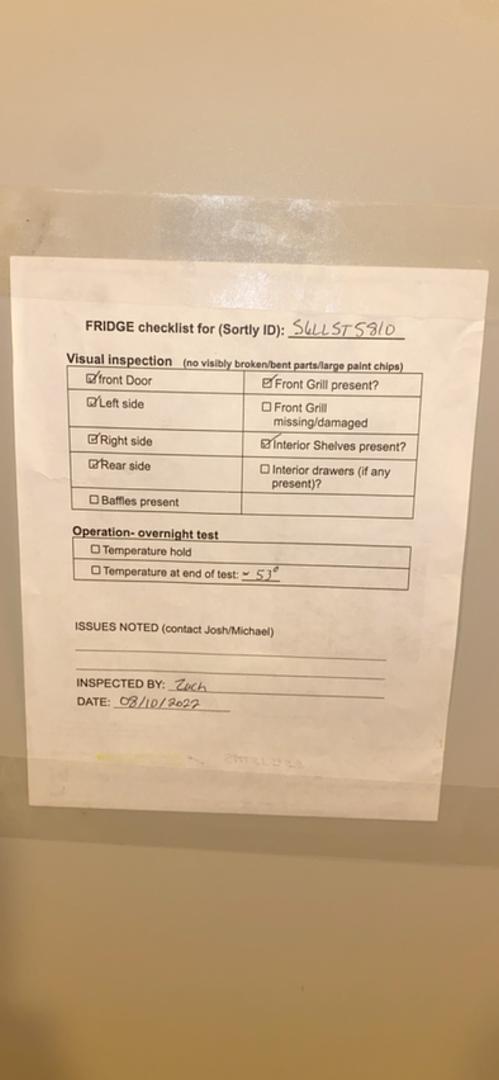 FRIDGE checklist for (Sortly ID): S6LLST5810
Visual inspection (no visibly broken/bent parts/large paint chips)
☑front Door
☑Front Grill present?
☑Left side
☐ Front Grill
missing/damaged
☑Right side
☑Interior Shelves present?
☑Rear side
☐ Interior drawers (if any
present)?
☐ Baffles present
Operation- overnight test
☐ Temperature hold
☐ Temperature at end of test: ~ 53°
ISSUES NOTED (contact Josh/Michael)
INSPECTED BY: Zach
DATE: 08/10/2022